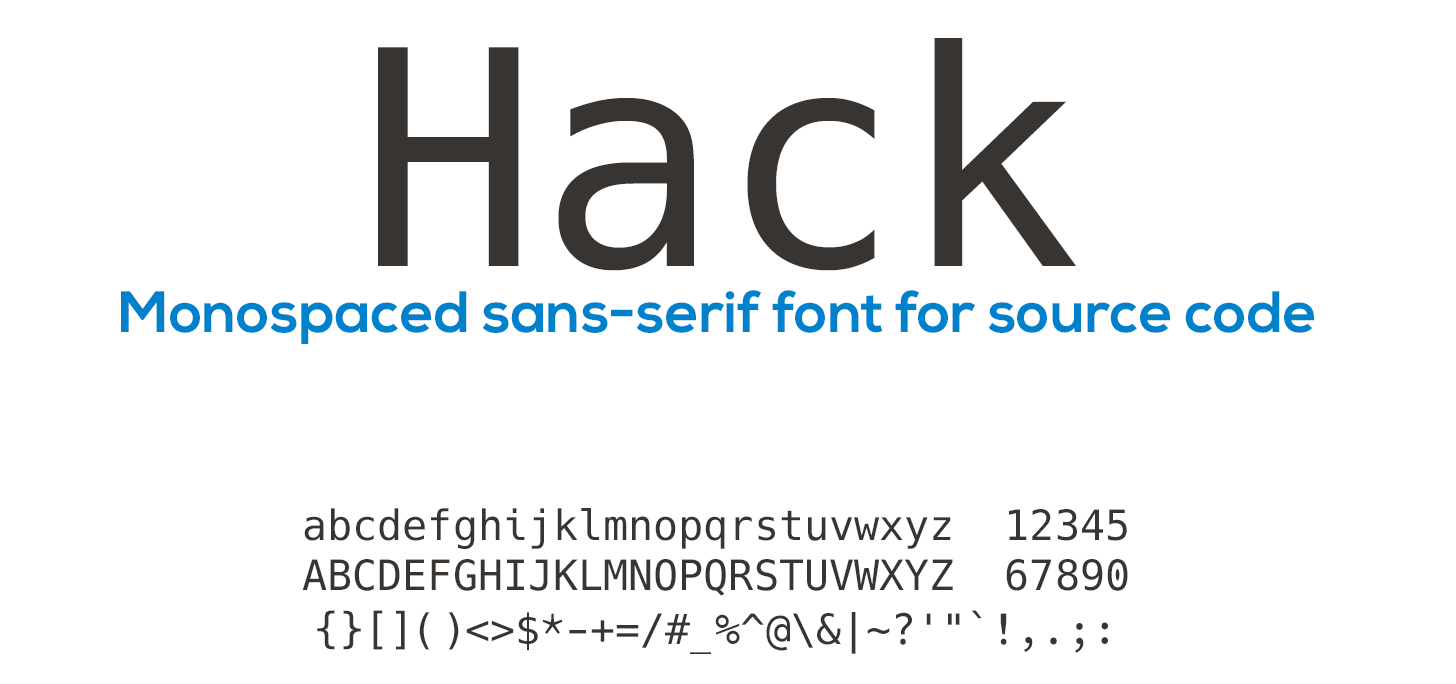 Hack
Monospaced sans-serif font for source code
abcdefghijklmnopqrstuvwxyz  12345
ABCDEFGHIJKLMNOPQRSTUVWXYZ  67890
{}[]()<>$*-+=/#_%^@\&|~?'"`!,.;: